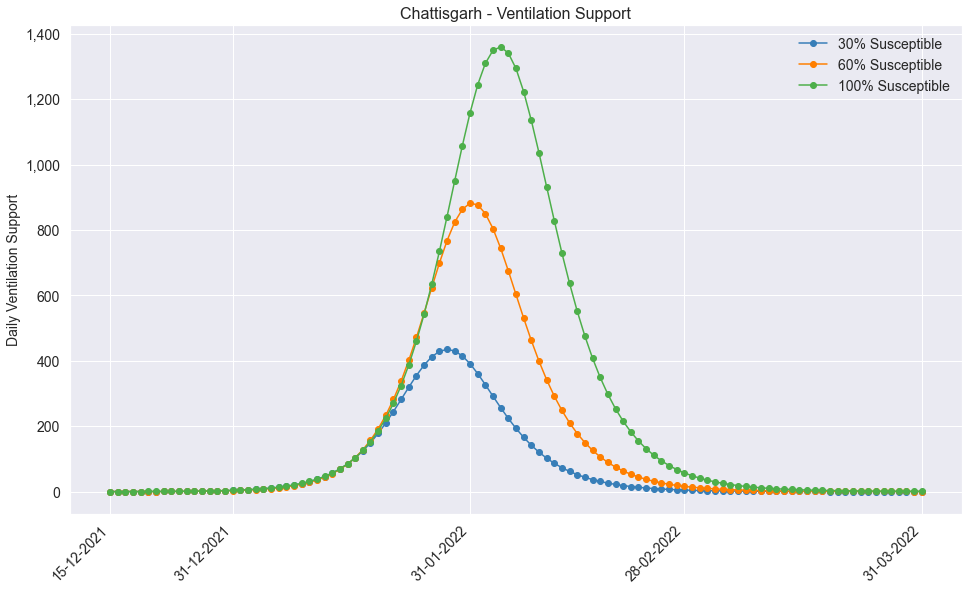 Chattisgarh - Ventilation Support
30% Susceptible
60% Susceptible
100% Susceptible
Daily Ventilation Support
1,400
1,200
1,000
800
600
400
200
0
15-12-2021
31-12-2021
31-01-2022
28-02-2022
31-03-2022